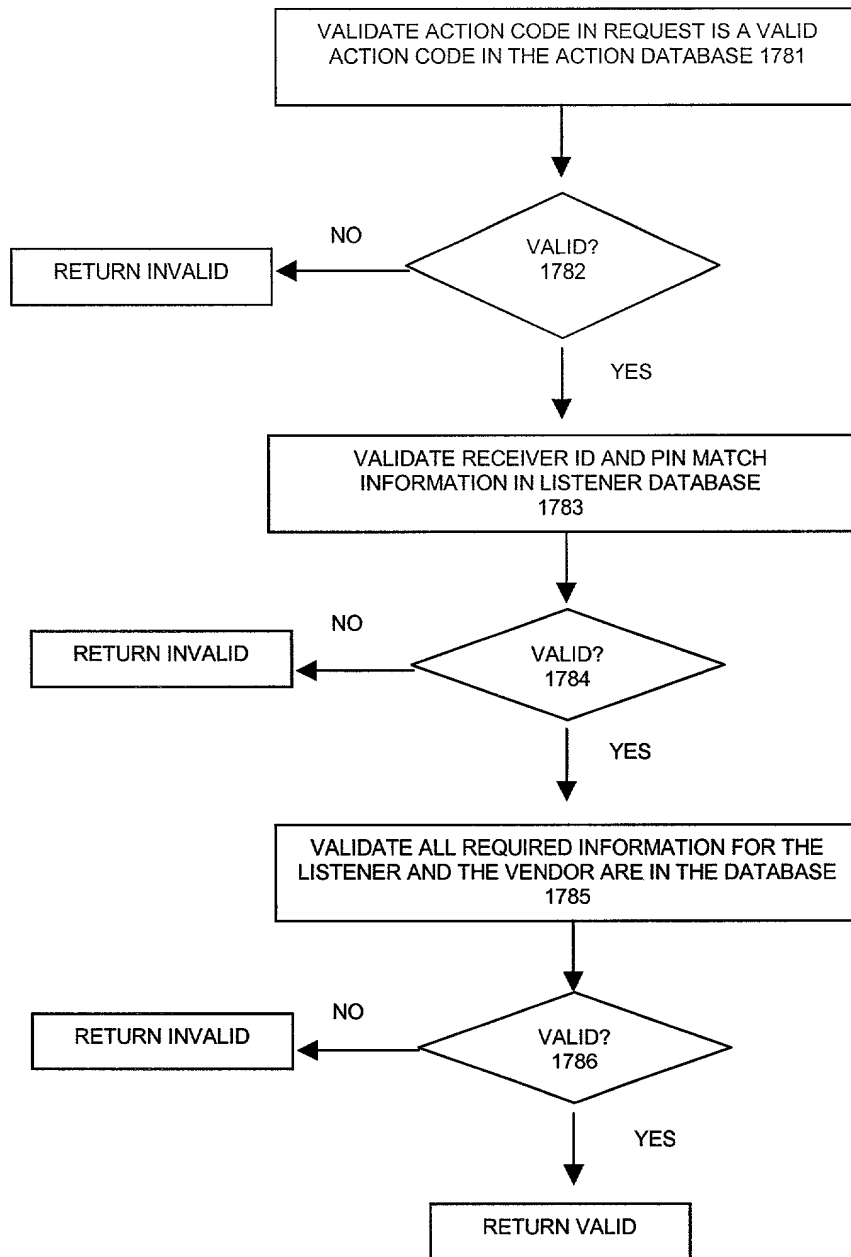 VALIDATE ACTION CODE IN REQUEST IS A VALID
ACTION CODE IN THE ACTION DATABASE 1781
NO
VALID?
1782
RETURN INVALID
YES
VALIDATE RECEIVER ID AND PIN MATCH
INFORMATION IN LISTENER DATABASE
1783
NO
VALID?
1784
RETURN INVALID
YES
VALIDATE ALL REQUIRED INFORMATION FOR THE
LISTENER AND THE VENDOR ARE IN THE DATABASE
1785
NO
VALID?
1786
RETURN INVALID
YES
RETURN VALID